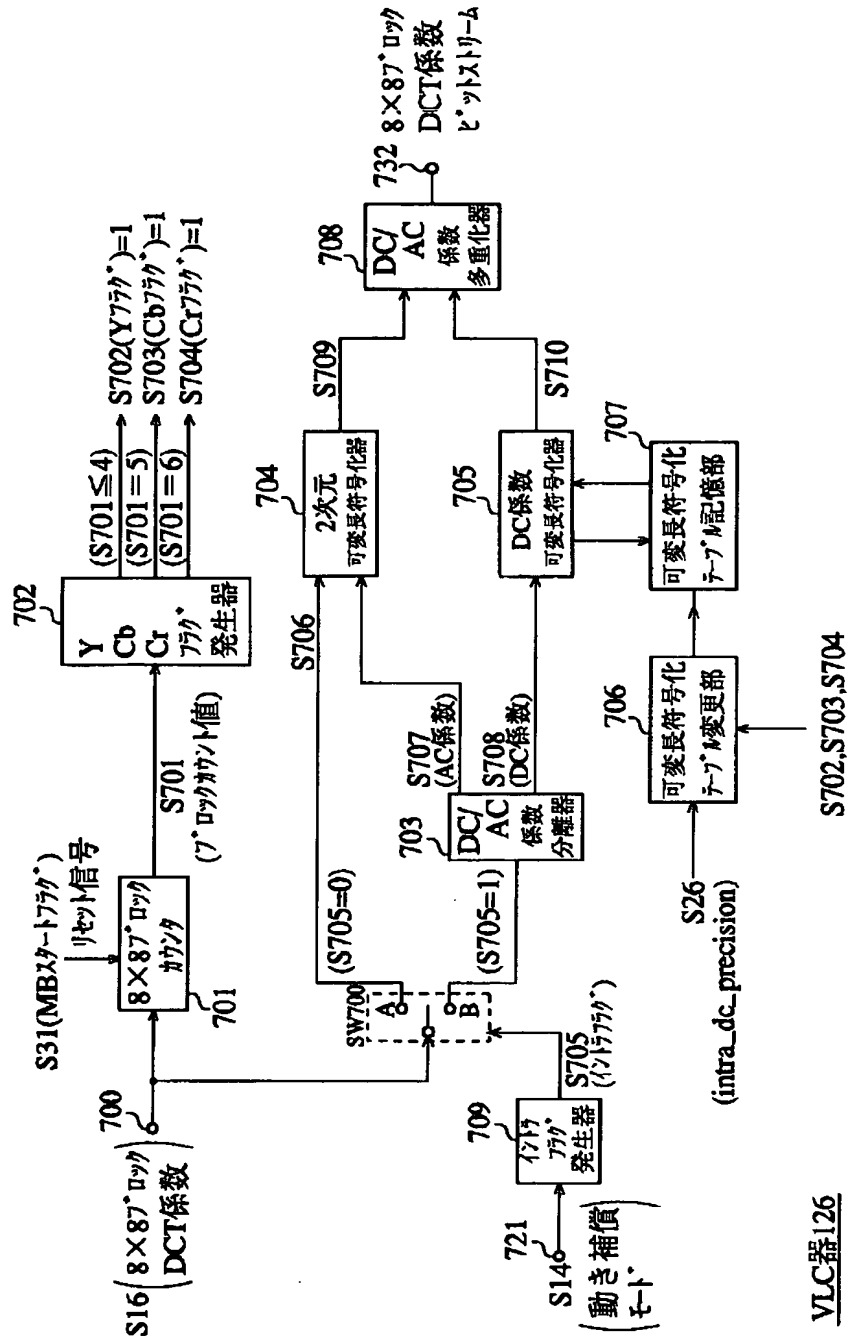 S31(MBスタートフラグ)
リセット信号
S16
8×8ブロック
DCT係数
700
8×8ブロック
カウンタ
701
S701
(ブロックカウント値)
702
Y
Cb
Cr
フラグ
発生器
(S701≦4)
(S701=5)
(S701=6)
S702(Yフラグ)=1
S703(Cbフラグ)=1
S704(Crフラグ)=1
SW700
A
B
(S705=0)
(S705=1)
S706
703
DC/
AC
係数
分離器
S707
(AC係数)
S708
(DC係数)
704
2次元
可変長符号化器
705
DC係数
可変長符号化器
S709
S710
708
DC/
AC
係数
多重化器
732
8×8ブロック
DCT係数
ビットストリーム
721
S14
(動き補償
モード)
709
イントラ
フラグ
発生器
S705
(イントラフラグ)
S26
(intra_dc_precision)
706
可変長符号化
テーブル変更部
707
可変長符号化
テーブル記憶部
S702,S703,S704
VLC器126